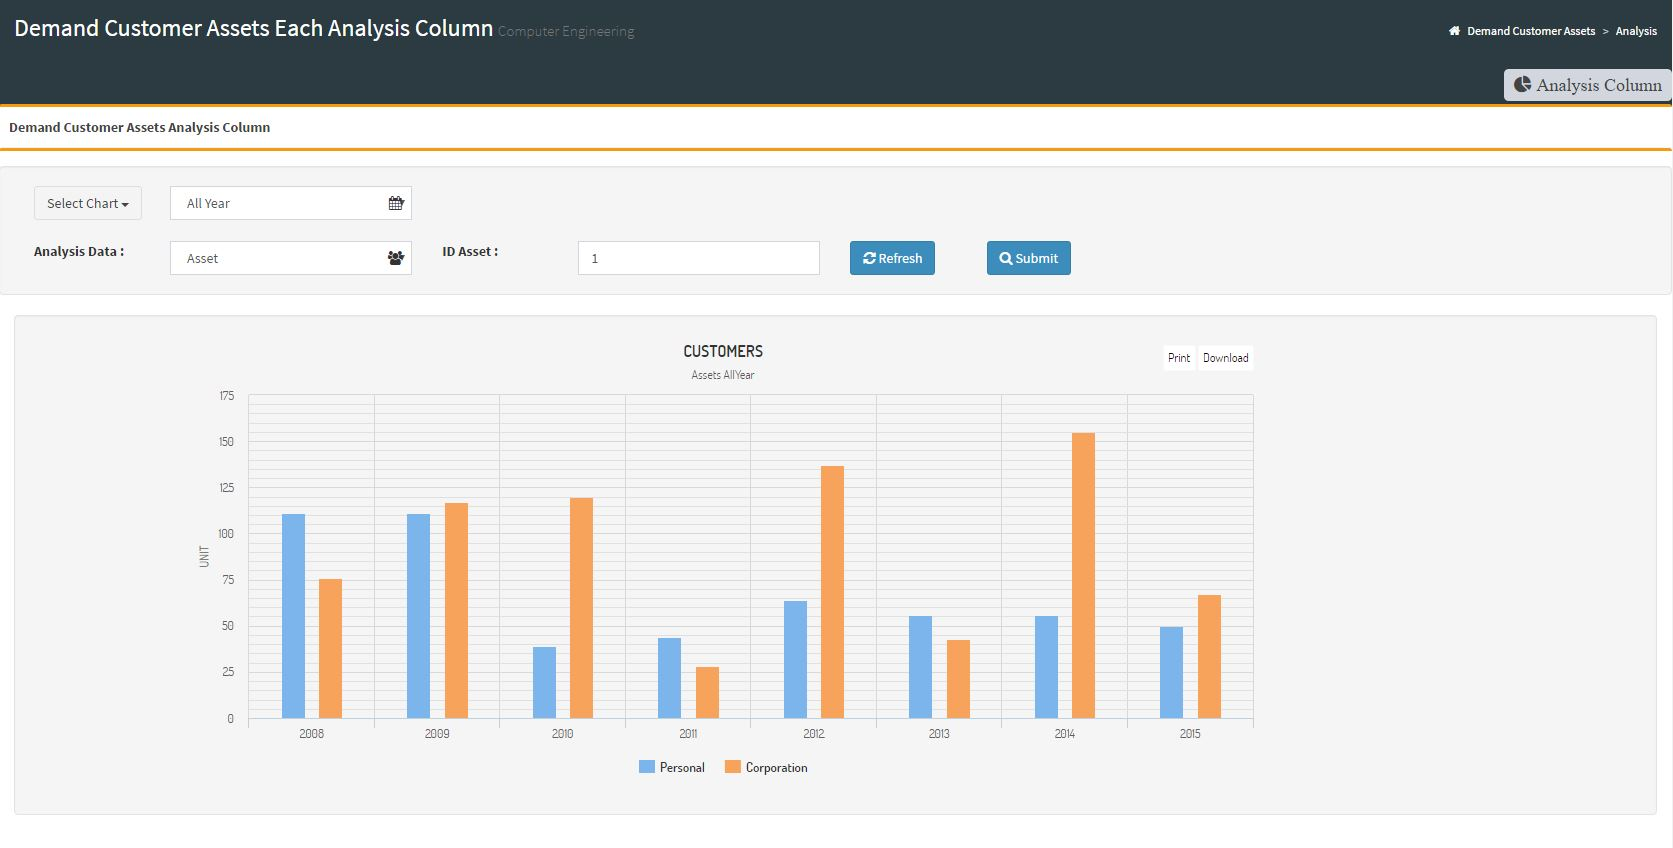 Demand Customer Assets Each Analysis Column Computer Engineering
Demand Customer Assets > Analysis
Analysis Column
Demand Customer Assets Analysis Column
Select Chart All Year
Analysis Data : Asset ID Asset : 1 Refresh Submit
CUSTOMERS
Assets AllYear
Print Download
175
150
125
100
75
50
25
0
UNIT
2008 2009 2010 2011 2012 2013 2014 2015
Personal Corporation